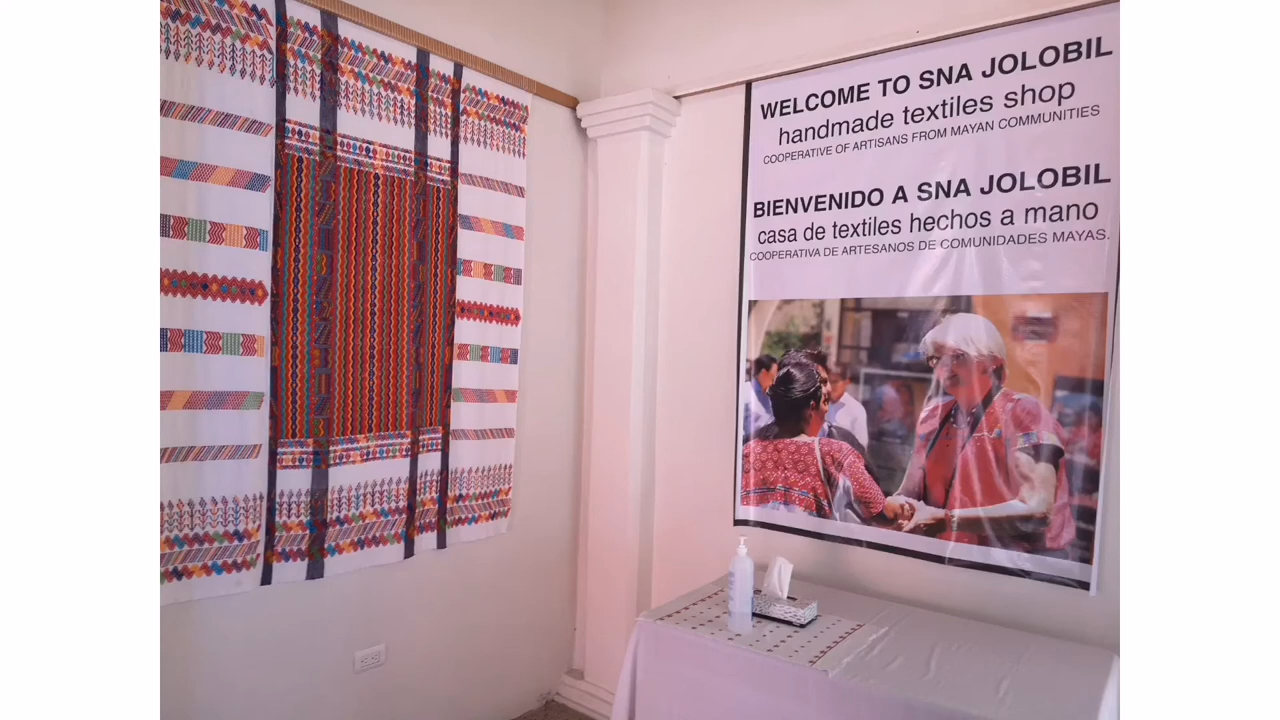 WELCOME TO SNA JOLOBIL
handmade textiles shop
COOPERATIVE OF ARTISANS FROM MAYAN COMMUNITIES
BIENVENIDO A SNA JOLOBIL
casa de textiles hechos a mano
COOPERATIVA DE ARTESANOS DE COMUNIDADES MAYAS.